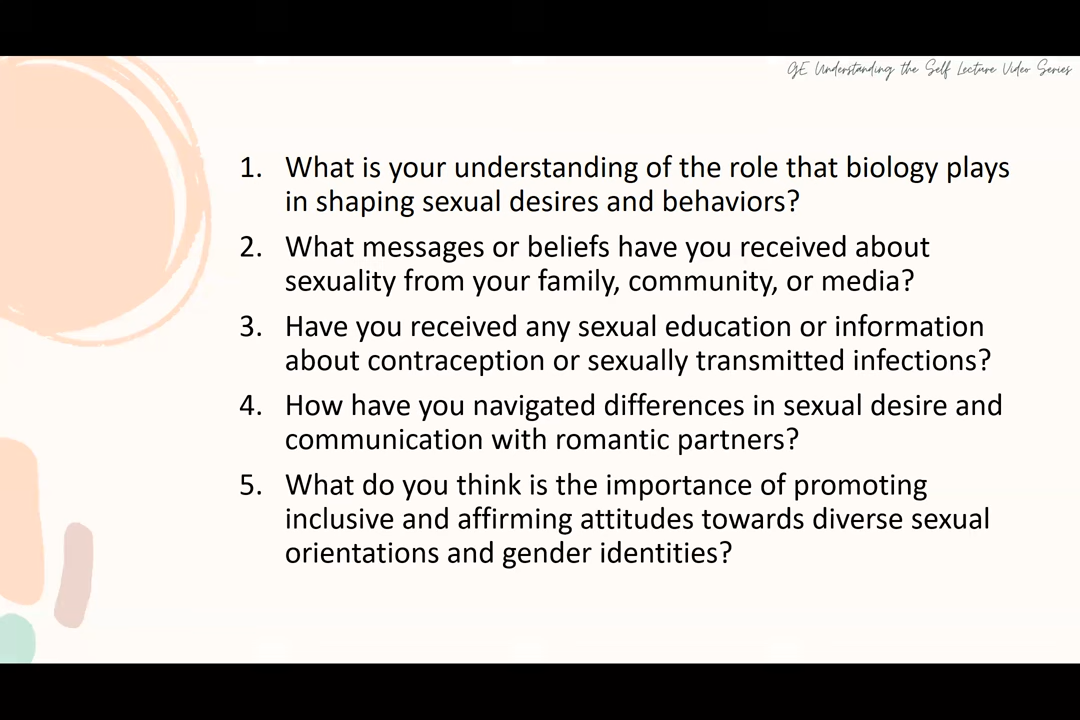 GE Understanding the Self Lecture Video Series
1. What is your understanding of the role that biology plays
in shaping sexual desires and behaviors?
2. What messages or beliefs have you received about
sexuality from your family, community, or media?
3. Have you received any sexual education or information
about contraception or sexually transmitted infections?
4. How have you navigated differences in sexual desire and
communication with romantic partners?
5. What do you think is the importance of promoting
inclusive and affirming attitudes towards diverse sexual
orientations and gender identities?